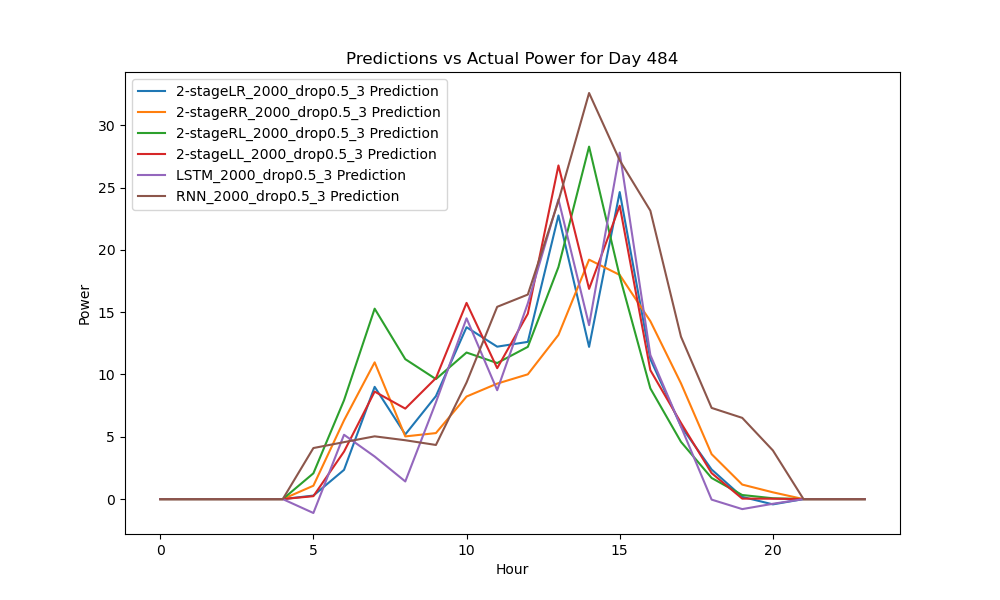 Predictions vs Actual Power for Day 484
2-stageLR_2000_drop0.5_3 Prediction
2-stageRR_2000_drop0.5_3 Prediction
2-stageRL_2000_drop0.5_3 Prediction
2-stageLL_2000_drop0.5_3 Prediction
LSTM_2000_drop0.5_3 Prediction
RNN_2000_drop0.5_3 Prediction
30
25
20
15
10
5
0
Power
0 5 10 15 20
Hour